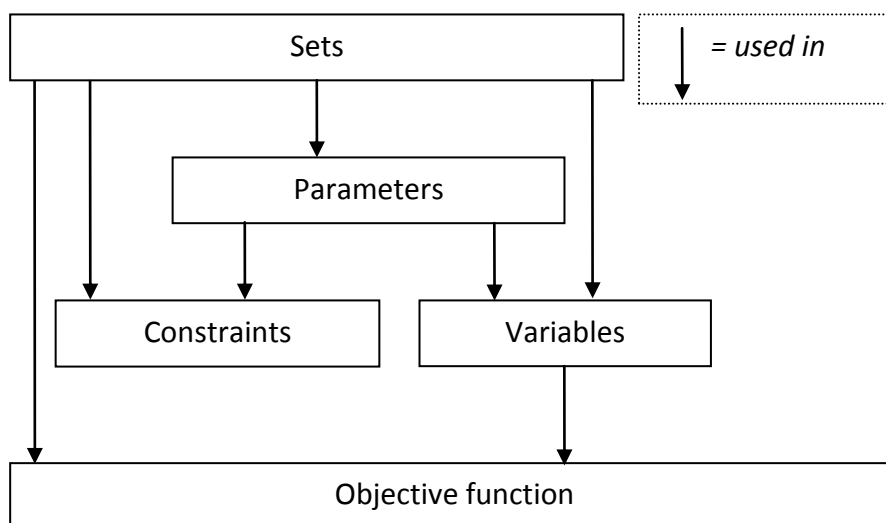 Sets
= used in
Parameters
Constraints
Variables
Objective function